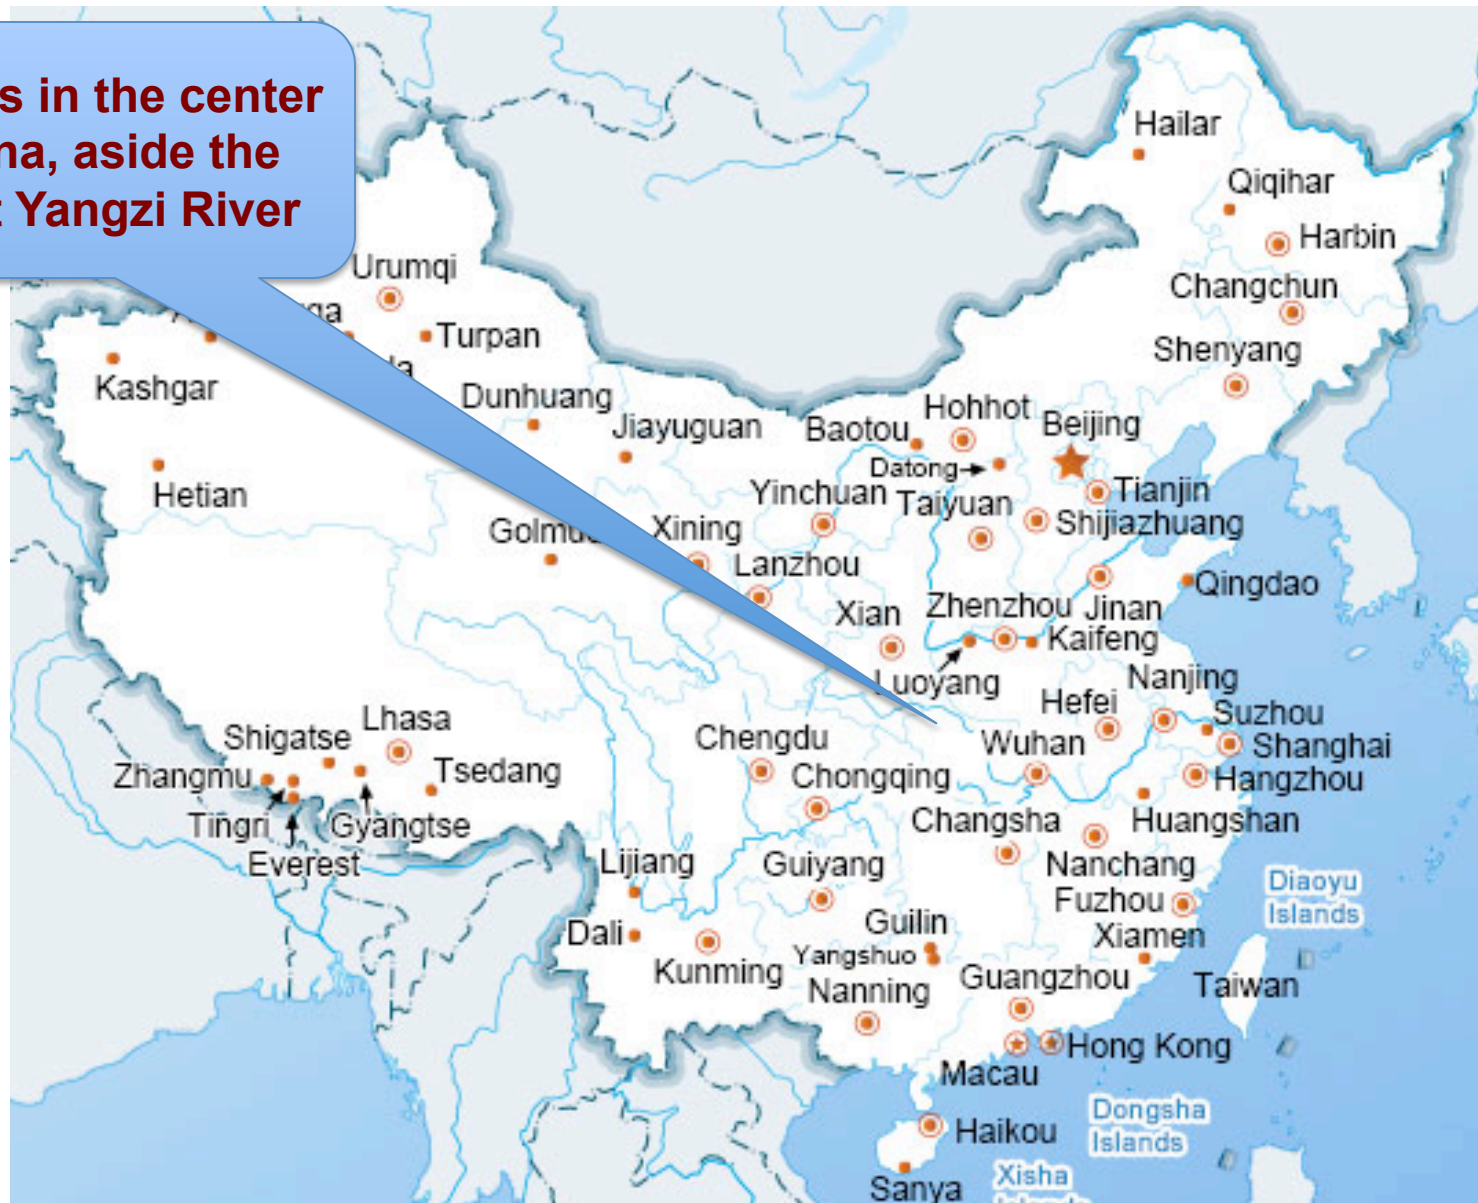 s in the center
na, aside the
t Yangzi River
Hailar
Qiqihar
Harbin
Changchun
Shenyang
Urumqi
Turpan
Kashgar
Hetian
Dunhuang
Jiayuguan
Baotou
Hohhot
Beijing
Datong
Tianjin
Yinchuan
Taiyuan
Shijiazhuang
Xining
Lanzhou
Xian
Zhenzhou
Jinan
Qingdao
Kaifeng
Luoyang
Nanjing
Hefei
Suzhou
Shanghai
Wuhan
Hangzhou
Lhasa
Shigatse
Zhangmu
Tsedang
Tingri
Gyangtse
Everest
Chengdu
Chongqing
Changsha
Huangshan
Nanchang
Lijiang
Guiyang
Fuzhou
Diaoyu
Islands
Dali
Guilin
Xiamen
Kunming
Yangshuo
Nanning
Guangzhou
Taiwan
Hong Kong
Macau
Haikou
Dongsha
Islands
Sanya
Xisha